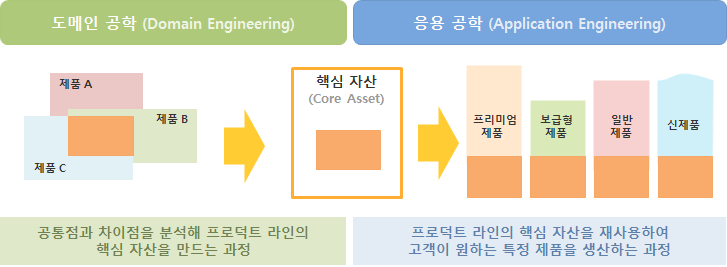 도메인 공학 (Domain Engineering)
응용 공학 (Application Engineering)
제품 A
제품 B
제품 C
핵심 자산
(Core Asset)
프리미엄
제품
보급형
제품
일반
제품
신제품
공통점과 차이점을 분석해 프로덕트 라인의
핵심 자산을 만드는 과정
프로덕트 라인의 핵심 자산을 재사용하여
고객이 원하는 특정 제품을 생산하는 과정